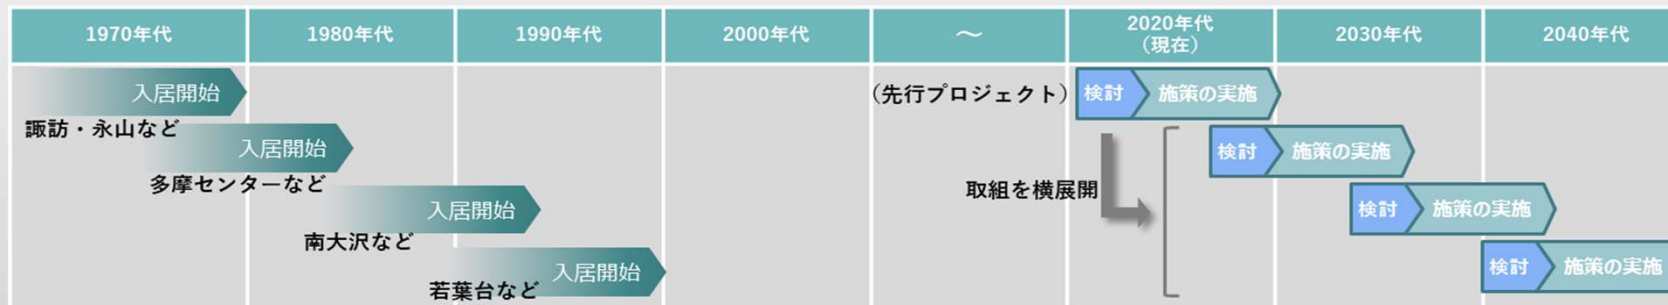 1970年代
1980年代
1990年代
2000年代
～
2020年代
（現在）
2030年代
2040年代
入居開始
諏訪・永山など
（先行プロジェクト）
検討
施策の実施
入居開始
多摩センターなど
検討
施策の実施
取組を横展開
入居開始
南大沢など
検討
施策の実施
入居開始
若葉台など
検討
施策の実施